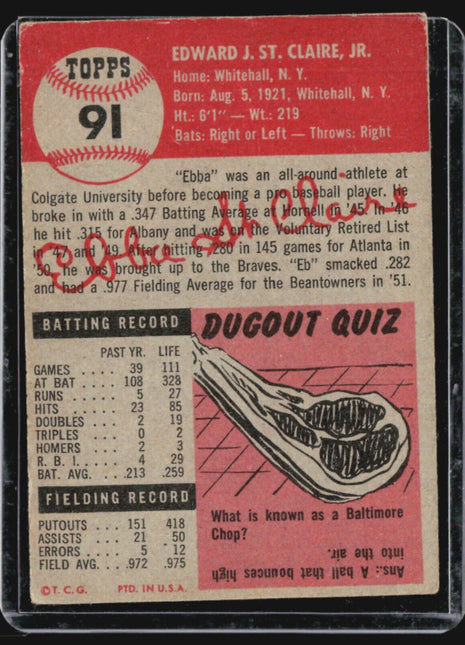 TOPPS
91
EDWARD J. ST. CLAIRE, JR.
Home: Whitehall, N. Y.
Born: Aug. 5, 1921, Whitehall, N. Y.
Ht.: 6'1" — Wt.: 219
Bats: Right or Left — Throws: Right
"Ebba" was an all-around athlete at
Colgate University before becoming a pro baseball player. He
broke in with a .347 Batting Average at Hornell in '45. In '46
he hit .315 for Albany and was on the Voluntary Retired List
in '47 and '49. After hitting .280 in 145 games for Atlanta in
'50, he was brought up to the Braves. "Eb" smacked .282
and had a .977 Fielding Average for the Beantowners in '51.
Ebba St. Claire
BATTING RECORD
PAST YR. LIFE
GAMES .... 39 111
AT BAT .... 108 328
RUNS .... 5 27
HITS .... 23 85
DOUBLES .... 2 19
TRIPLES .... 0 2
HOMERS .... 2 3
R. B. I. .... 4 29
BAT. AVG. .... .213 .259
FIELDING RECORD
PUTOUTS .... 151 418
ASSISTS .... 21 50
ERRORS .... 5 12
FIELD AVG. .... .972 .975
©T. C. G. PTD. IN U.S.A.
DUGOUT QUIZ
What is known as a Baltimore
Chop?
Ans.: A ball that bounces high
into the air.